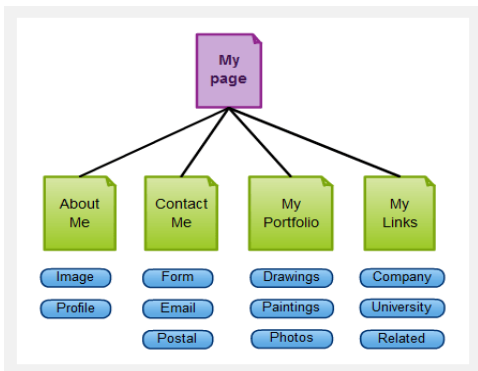 My
page
About
Me
Contact
Me
My
Portfolio
My
Links
Image
Form
Drawings
Company
Profile
Email
Paintings
University
Postal
Photos
Related